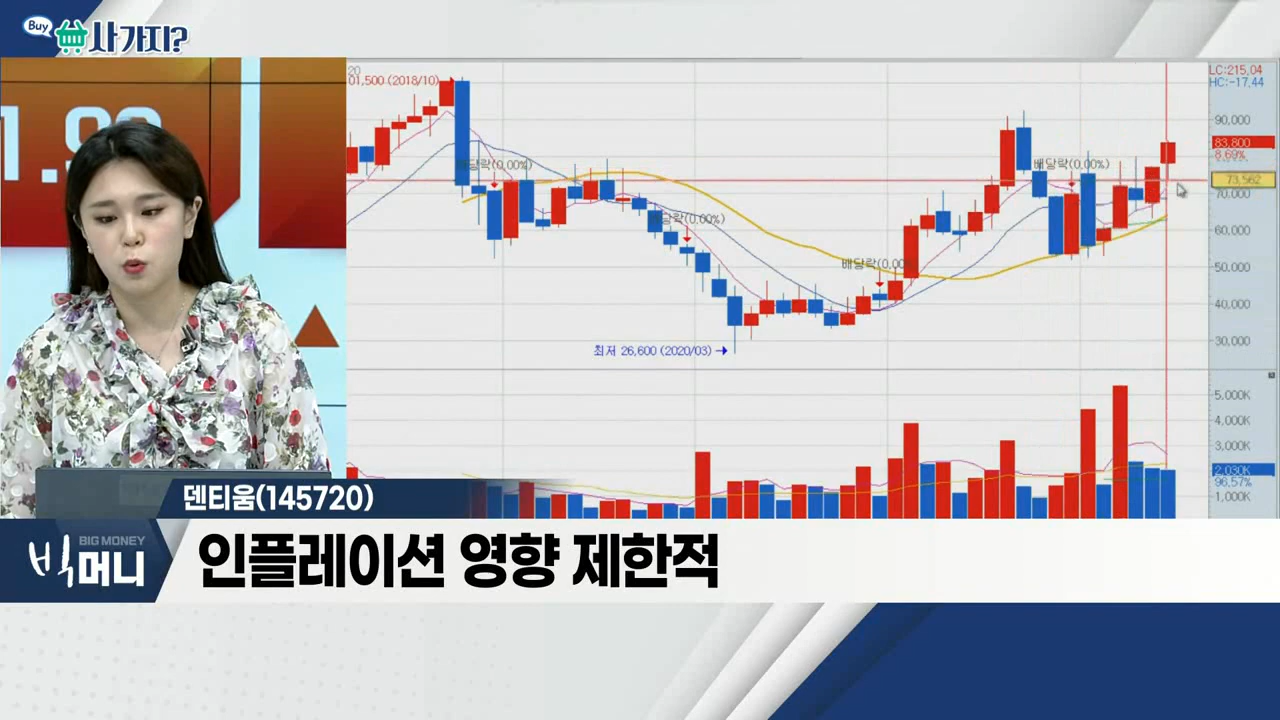 Buy
사가지?
1.9
20
01,500 (2018/10)
LC:215.04
HC:-17.44
90,000
83,800
8.69%
배당락(0.00%)
배당락(0.00%)
73,562
70,000
배당락(0.00%)
60,000
배당락(0.00%)
50,000
40,000
최저 26,600 (2020/03)
30,000
5,000K
4,000K
3,000K
2,030K
96.57%
1,000K
덴티움(145720)
BIG MONEY
빅머니
인플레이션 영향 제한적